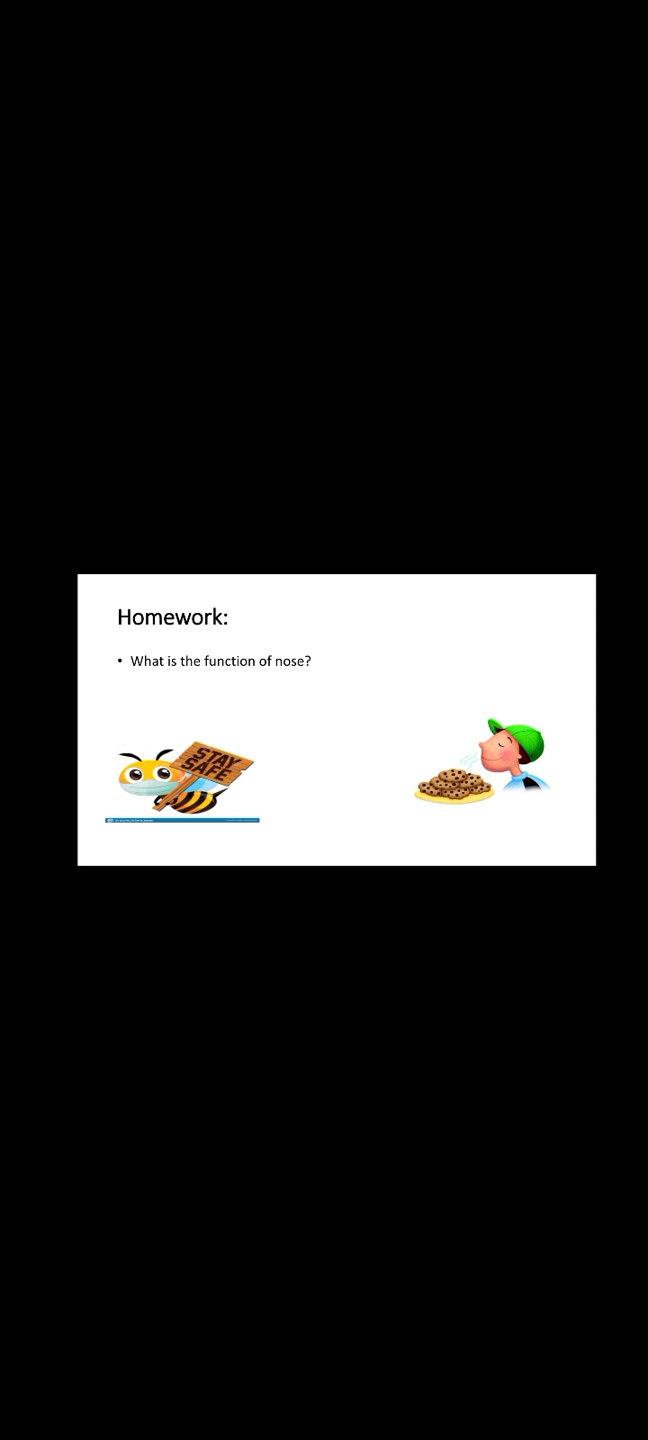 Homework:
• What is the function of nose?
STAY
SAFE